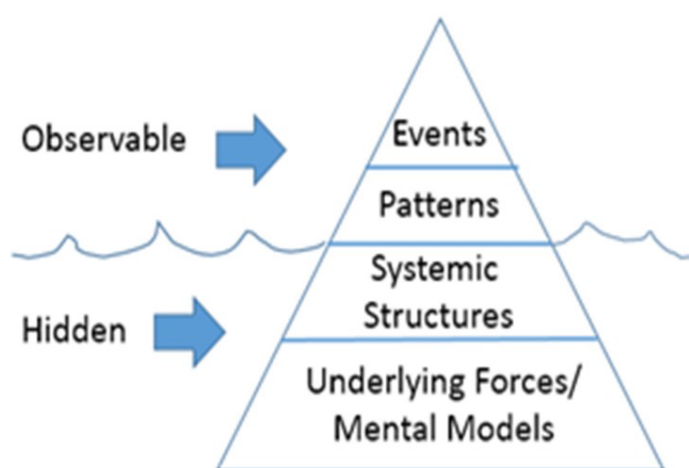 Observable
Events
Patterns
Systemic
Structures
Hidden
Underlying Forces/
Mental Models